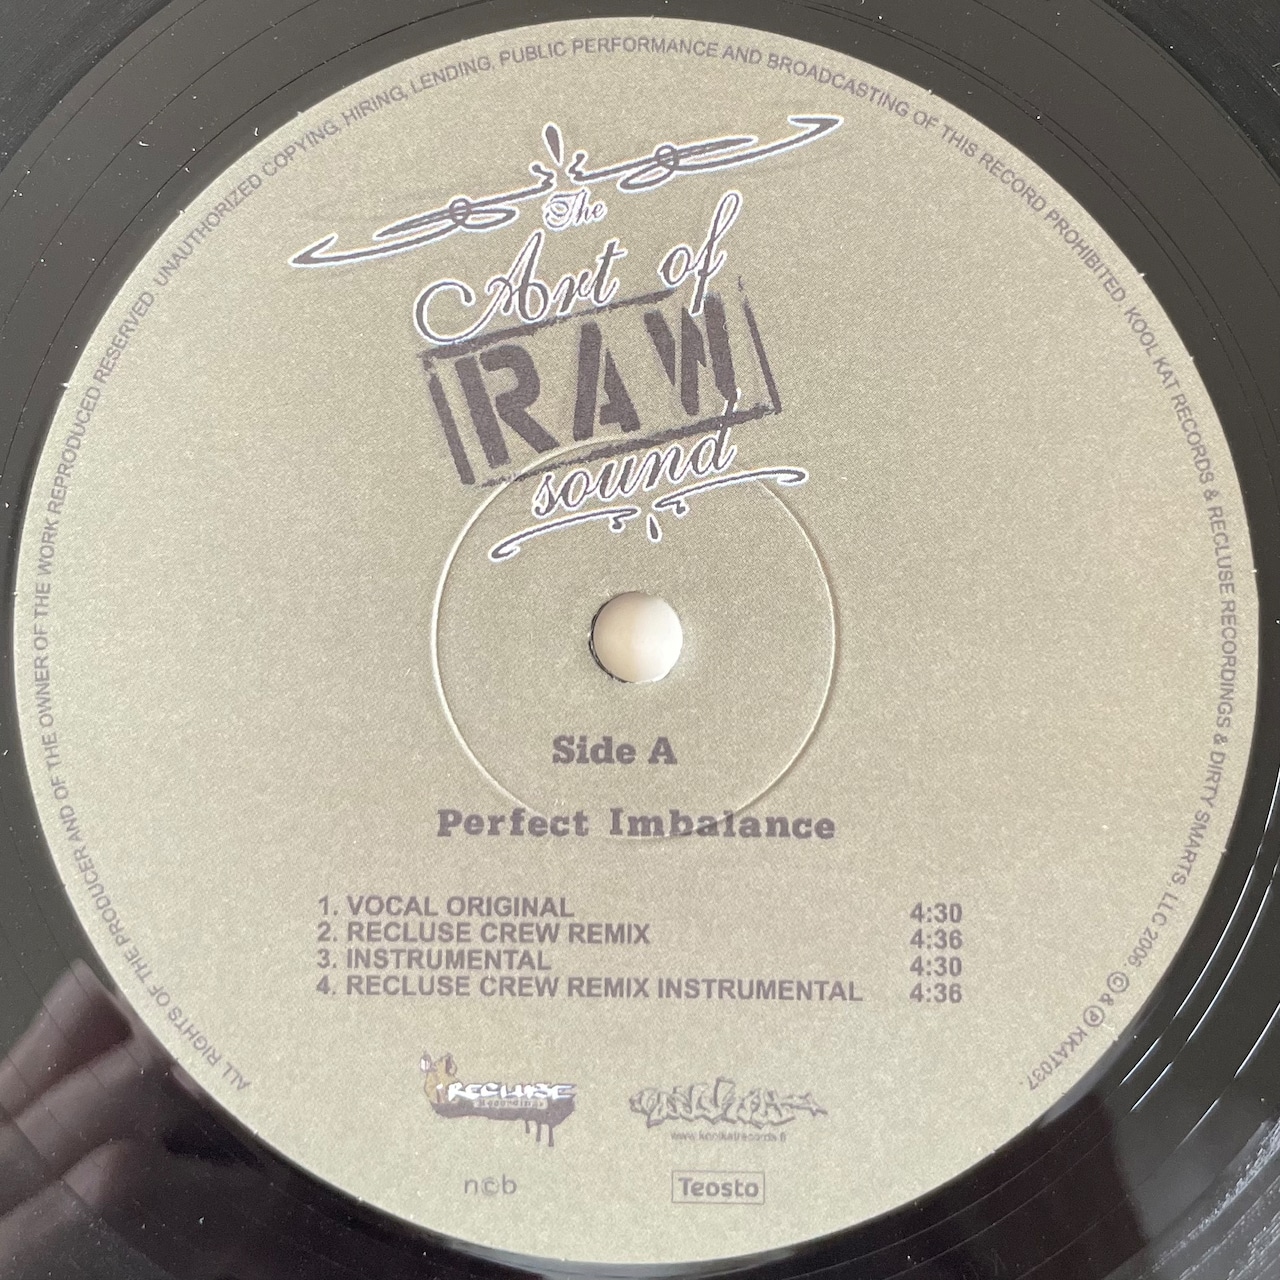 ALL RIGHTS OF THE PRODUCER AND OF THE OWNER OF THE WORK REPRODUCED RESERVED. UNAUTHORIZED COPYING, HIRING, LENDING, PUBLIC PERFORMANCE AND BROADCASTING OF THIS RECORD PROHIBITED. KOOL KAT RECORDS & RECLUSE RECORDINGS & DIRTY SMARTS, LLC 2006 © & ℗ KKAT037.
The
Art of
RAW
sound
Side A
Perfect Imbalance
1. VOCAL ORIGINAL 4:30
2. RECLUSE CREW REMIX 4:36
3. INSTRUMENTAL 4:30
4. RECLUSE CREW REMIX INSTRUMENTAL 4:36
RECLUSE
Recordings
www.koolkatrecords.fi
n©b
Teosto